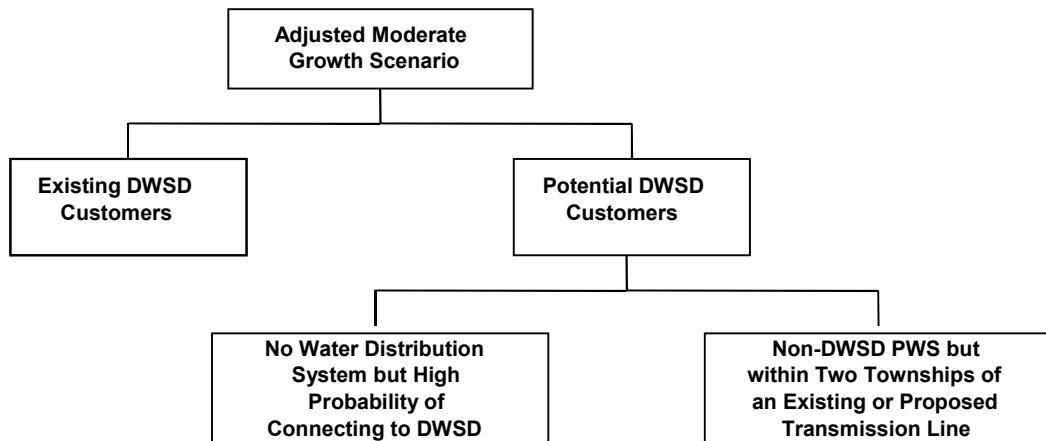 Adjusted Moderate
Growth Scenario
Existing DWSD
Customers
Potential DWSD
Customers
No Water Distribution
System but High
Probability of
Connecting to DWSD
Non-DWSD PWS but
within Two Townships of
an Existing or Proposed
Transmission Line